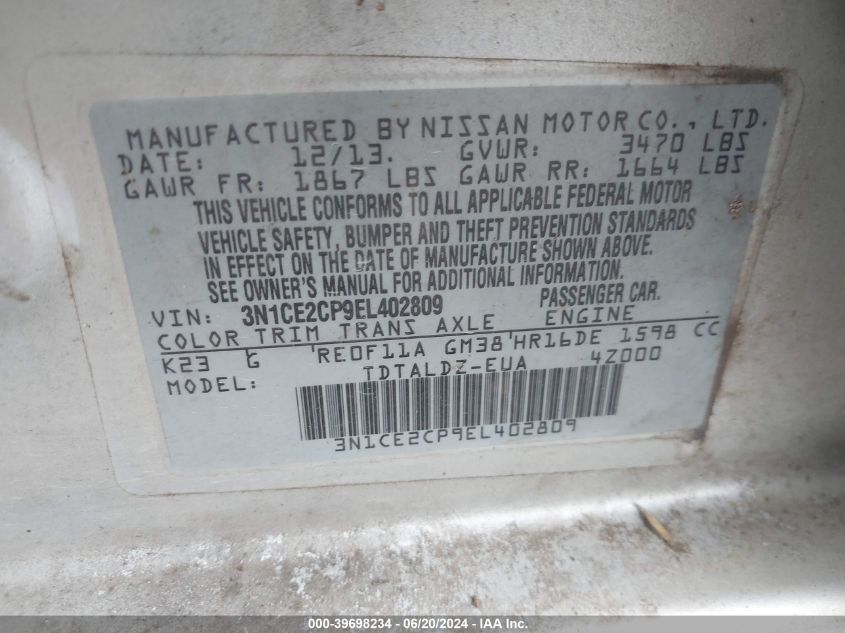 MANUFACTURED BY NISSAN MOTOR CO., LTD.
DATE: 12/13. GVWR: 3470 LBS
GAWR FR: 1867 LBS GAWR RR: 1664 LBS
THIS VEHICLE CONFORMS TO ALL APPLICABLE FEDERAL MOTOR
VEHICLE SAFETY, BUMPER AND THEFT PREVENTION STANDARDS
IN EFFECT ON THE DATE OF MANUFACTURE SHOWN ABOVE.
SEE OWNER'S MANUAL FOR ADDITIONAL INFORMATION.
VIN: 3N1CE2CP9EL402809 PASSENGER CAR.
COLOR TRIM TRANS AXLE ENGINE
K23 G RE0F11A GM38 HR16DE 1598 CC
MODEL: TDTALDZ-EUA 4Z000
3N1CE2CP9EL402809
000-39698234 / 06/20/2024 - IAA Inc.